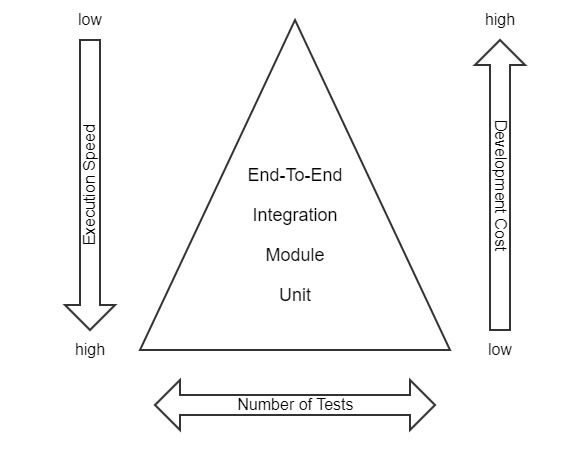 low
high
Execution Speed
End-To-End
Integration
Module
Unit
Development Cost
high
low
Number of Tests